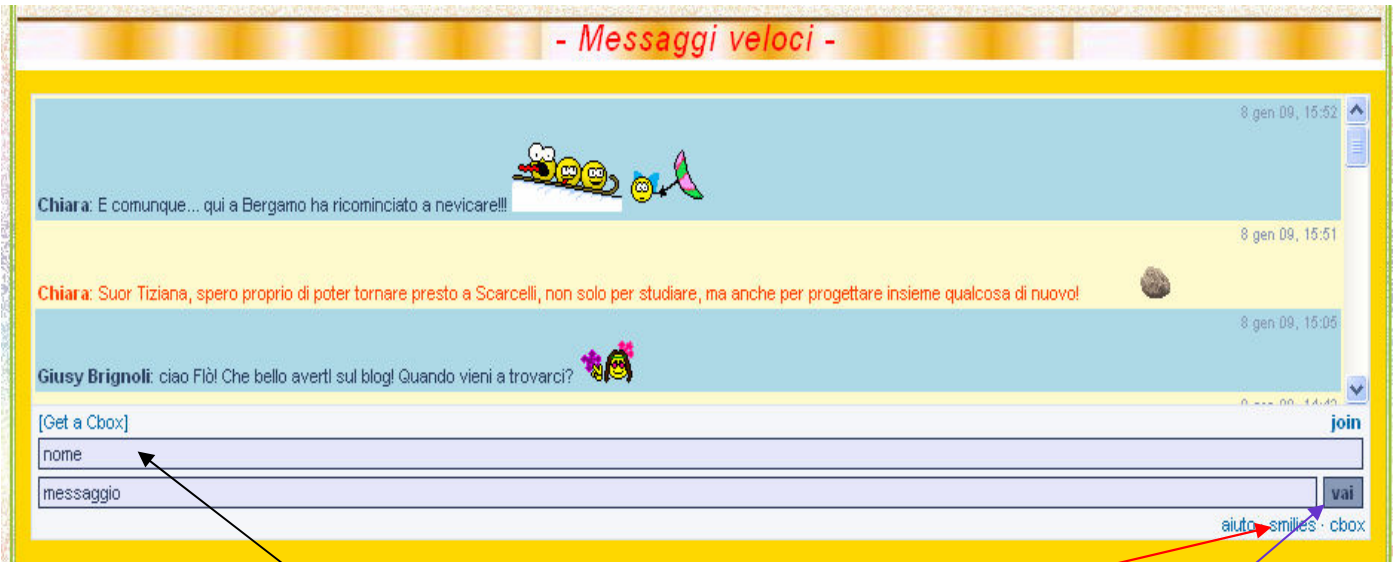 - Messaggi veloci -
8 gen 09, 15:52
Chiara: E comunque... qui a Bergamo ha ricominciato a nevicare!!!
8 gen 09, 15:51
Chiara: Suor Tiziana, spero proprio di poter tornare presto a Scarcelli, non solo per studiare, ma anche per progettare insieme qualcosa di nuovo!
8 gen 09, 15:05
Giusy Brignoli: ciao Flò! Che bello averti sul blog! Quando vieni a trovarci?
[Get a Cbox] join
nome
messaggio vai
aiuto · smilies · cbox